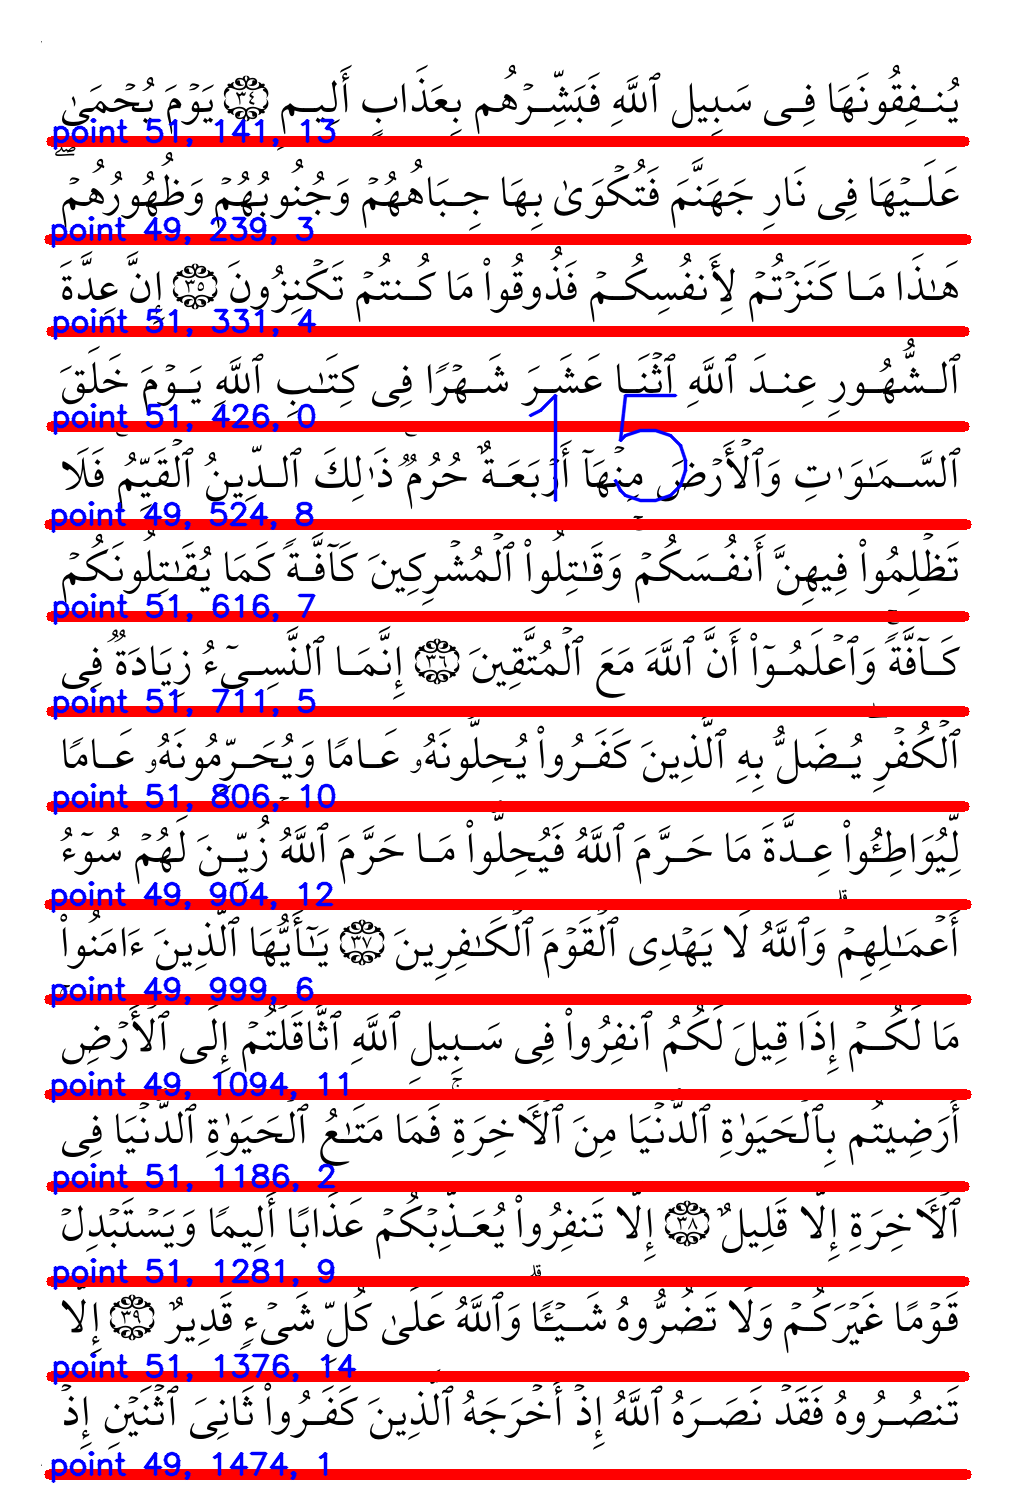 يُنفِقُونَهَا فِى سَبِيلِ ٱللَّهِ فَبَشِّرْهُم بِعَذَابٍ أَلِيمٍ ٣٤ يَوْمَ يُحْمَىٰ
point 51, 141, 13
عَلَيْهَا فِى نَارِ جَهَنَّمَ فَتُكْوَىٰ بِهَا جِبَاهُهُمْ وَجُنُوبُهُمْ وَظُهُورُهُمْ ۖ
point 49, 239, 3
هَٰذَا مَا كَنَزْتُمْ لِأَنفُسِكُمْ فَذُوقُوا۟ مَا كُنتُمْ تَكْنِزُونَ ٣٥ إِنَّ عِدَّةَ
point 51, 331, 4
ٱلشُّهُورِ عِندَ ٱللَّهِ ٱثْنَا عَشَرَ شَهْرًا فِى كِتَٰبِ ٱللَّهِ يَوْمَ خَلَقَ
point 51, 426, 0
15
ٱلسَّمَٰوَٰتِ وَٱلْأَرْضَ مِنْهَآ أَرْبَعَةٌ حُرُمٌ ۚ ذَٰلِكَ ٱلدِّينُ ٱلْقَيِّمُ ۚ فَلَا
point 49, 524, 8
تَظْلِمُوا۟ فِيهِنَّ أَنفُسَكُمْ ۚ وَقَٰتِلُوا۟ ٱلْمُشْرِكِينَ كَآفَّةً كَمَا يُقَٰتِلُونَكُمْ
point 51, 616, 7
كَآفَّةً ۚ وَٱعْلَمُوٓا۟ أَنَّ ٱللَّهَ مَعَ ٱلْمُتَّقِينَ ٣٦ إِنَّمَا ٱلنَّسِىٓءُ زِيَادَةٌ فِى
point 51, 711, 5
ٱلْكُفْرِ ۖ يُضَلُّ بِهِ ٱلَّذِينَ كَفَرُوا۟ يُحِلُّونَهُۥ عَامًا وَيُحَرِّمُونَهُۥ عَامًا
point 51, 806, 10
لِّيُوَاطِـُٔوا۟ عِدَّةَ مَا حَرَّمَ ٱللَّهُ فَيُحِلُّوا۟ مَا حَرَّمَ ٱللَّهُ ۚ زُيِّنَ لَهُمْ سُوٓءُ
point 49, 904, 12
أَعْمَٰلِهِمْ ۗ وَٱللَّهُ لَا يَهْدِى ٱلْقَوْمَ ٱلْكَٰفِرِينَ ٣٧ يَٰٓأَيُّهَا ٱلَّذِينَ ءَامَنُوا۟
point 49, 999, 6
مَا لَكُمْ إِذَا قِيلَ لَكُمُ ٱنفِرُوا۟ فِى سَبِيلِ ٱللَّهِ ٱثَّاقَلْتُمْ إِلَى ٱلْأَرْضِ ۚ
point 49, 1094, 11
أَرَضِيتُم بِٱلْحَيَوٰةِ ٱلدُّنْيَا مِنَ ٱلْءَاخِرَةِ ۚ فَمَا مَتَٰعُ ٱلْحَيَوٰةِ ٱلدُّنْيَا فِى
point 51, 1186, 2
ٱلْءَاخِرَةِ إِلَّا قَلِيلٌ ٣٨ إِلَّا تَنفِرُوا۟ يُعَذِّبْكُمْ عَذَابًا أَلِيمًا وَيَسْتَبْدِلْ
point 51, 1281, 9
قَوْمًا غَيْرَكُمْ وَلَا تَضُرُّوهُ شَيْـًٔا ۗ وَٱللَّهُ عَلَىٰ كُلِّ شَىْءٍ قَدِيرٌ ٣٩ إِلَّا
point 51, 1376, 14
تَنصُرُوهُ فَقَدْ نَصَرَهُ ٱللَّهُ إِذْ أَخْرَجَهُ ٱلَّذِينَ كَفَرُوا۟ ثَانِىَ ٱثْنَيْنِ إِذْ
point 49, 1474, 1